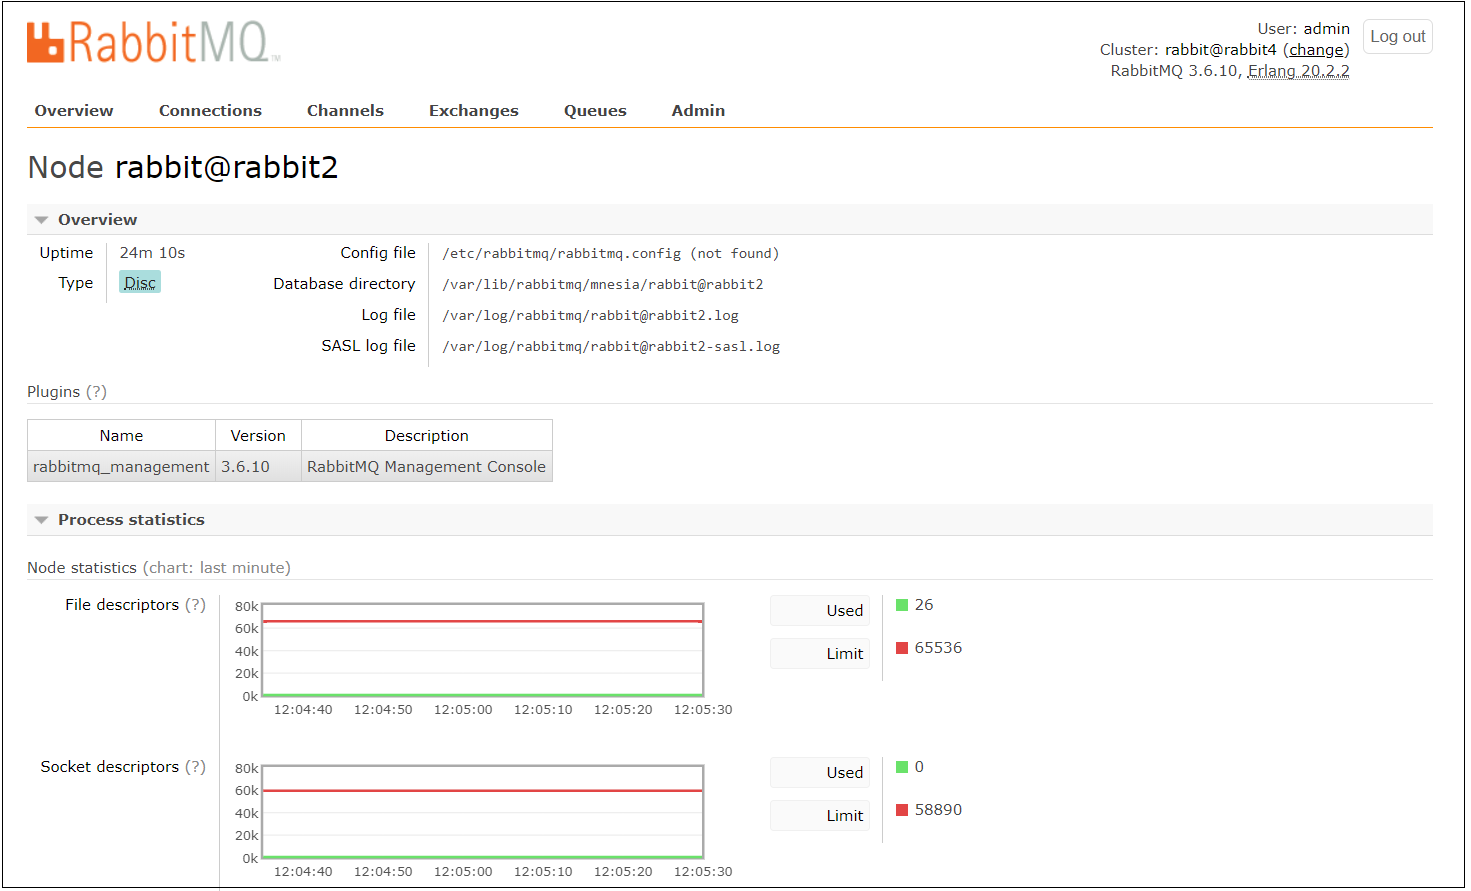 RabbitMQ™
User: admin
Cluster: rabbit@rabbit4 (change)
RabbitMQ 3.6.10, Erlang 20.2.2
Log out
Overview Connections Channels Exchanges Queues Admin
Node rabbit@rabbit2
Overview
Uptime 24m 10s
Type Disc
Config file /etc/rabbitmq/rabbitmq.config (not found)
Database directory /var/lib/rabbitmq/mnesia/rabbit@rabbit2
Log file /var/log/rabbitmq/rabbit@rabbit2.log
SASL log file /var/log/rabbitmq/rabbit@rabbit2-sasl.log
Plugins (?)
Name Version Description
rabbitmq_management 3.6.10 RabbitMQ Management Console
Process statistics
Node statistics (chart: last minute)
File descriptors (?)
80k
60k
40k
20k
0k
12:04:40 12:04:50 12:05:00 12:05:10 12:05:20 12:05:30
Used 26
Limit 65536
Socket descriptors (?)
80k
60k
40k
20k
0k
12:04:40 12:04:50 12:05:00 12:05:10 12:05:20 12:05:30
Used 0
Limit 58890